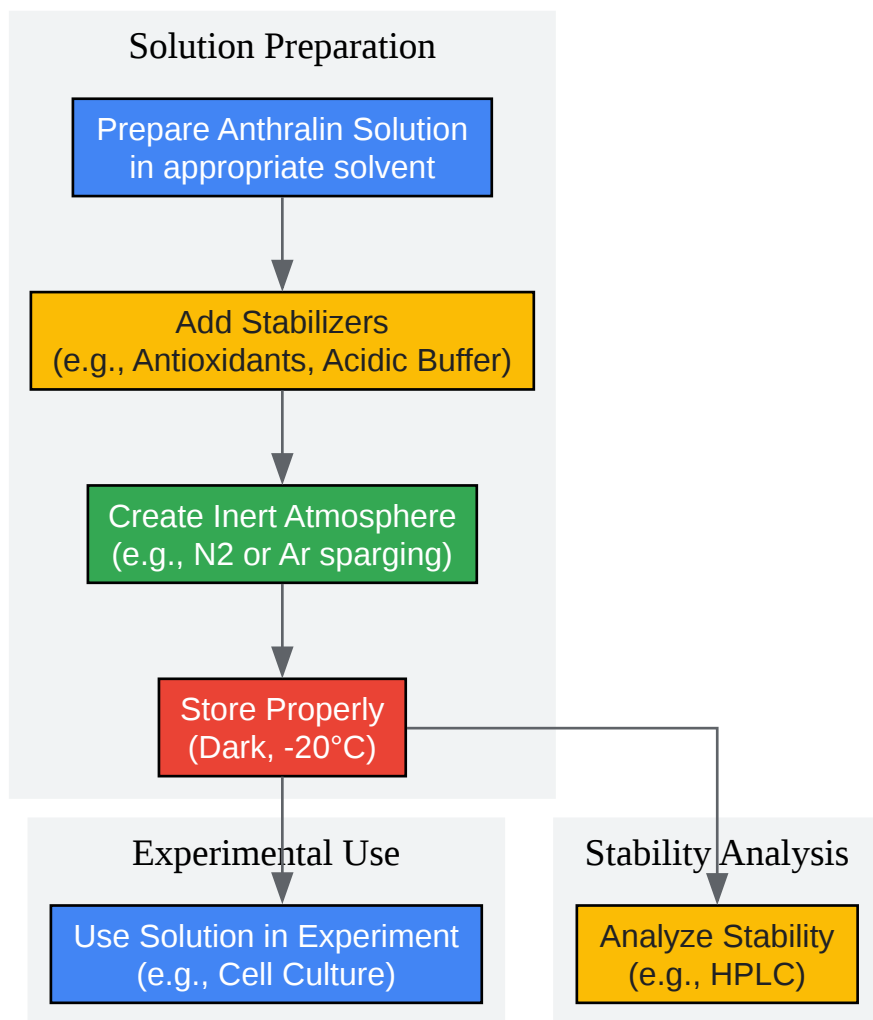 Solution Preparation
Prepare Anthralin Solution
in appropriate solvent
Add Stabilizers
(e.g., Antioxidants, Acidic Buffer)
Create Inert Atmosphere
(e.g., N2 or Ar sparging)
Store Properly
(Dark, -20°C)
Experimental Use
Use Solution in Experiment
(e.g., Cell Culture)
Stability Analysis
Analyze Stability
(e.g., HPLC)